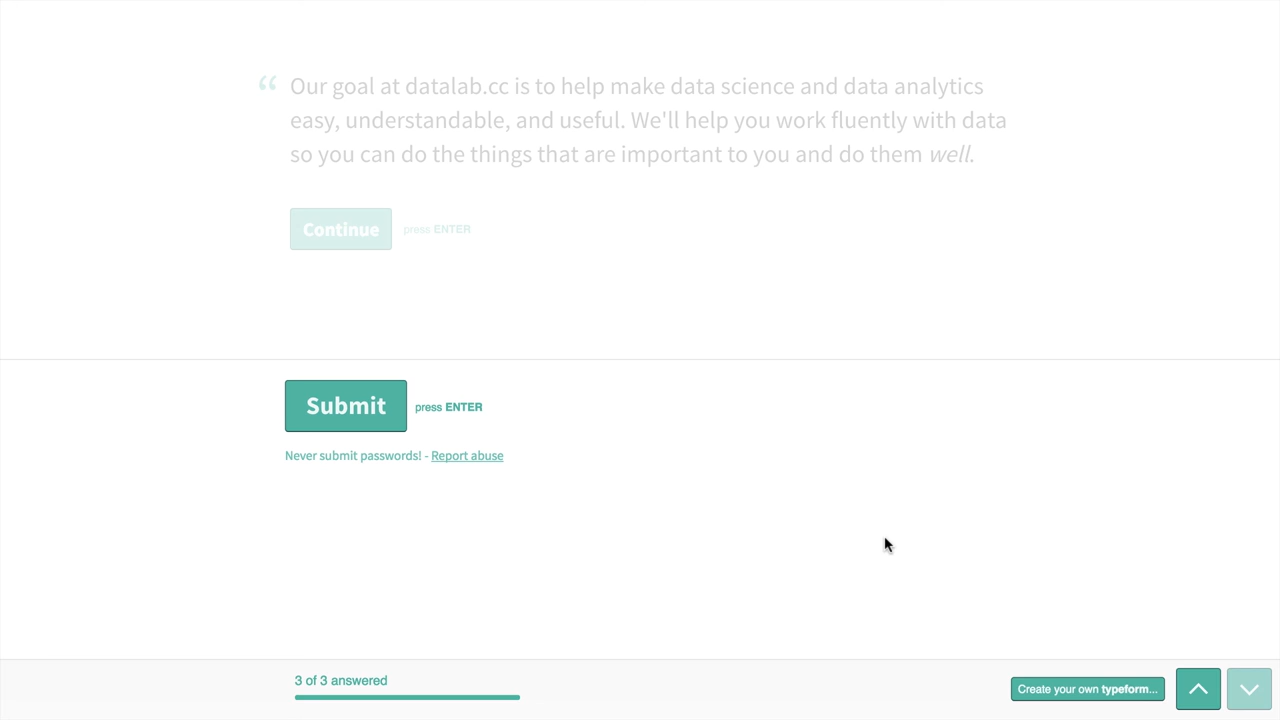 “ Our goal at datalab.cc is to help make data science and data analytics
easy, understandable, and useful. We'll help you work fluently with data
so you can do the things that are important to you and do them well.
Continue press ENTER
Submit press ENTER
Never submit passwords! - Report abuse
3 of 3 answered
Create your own typeform...